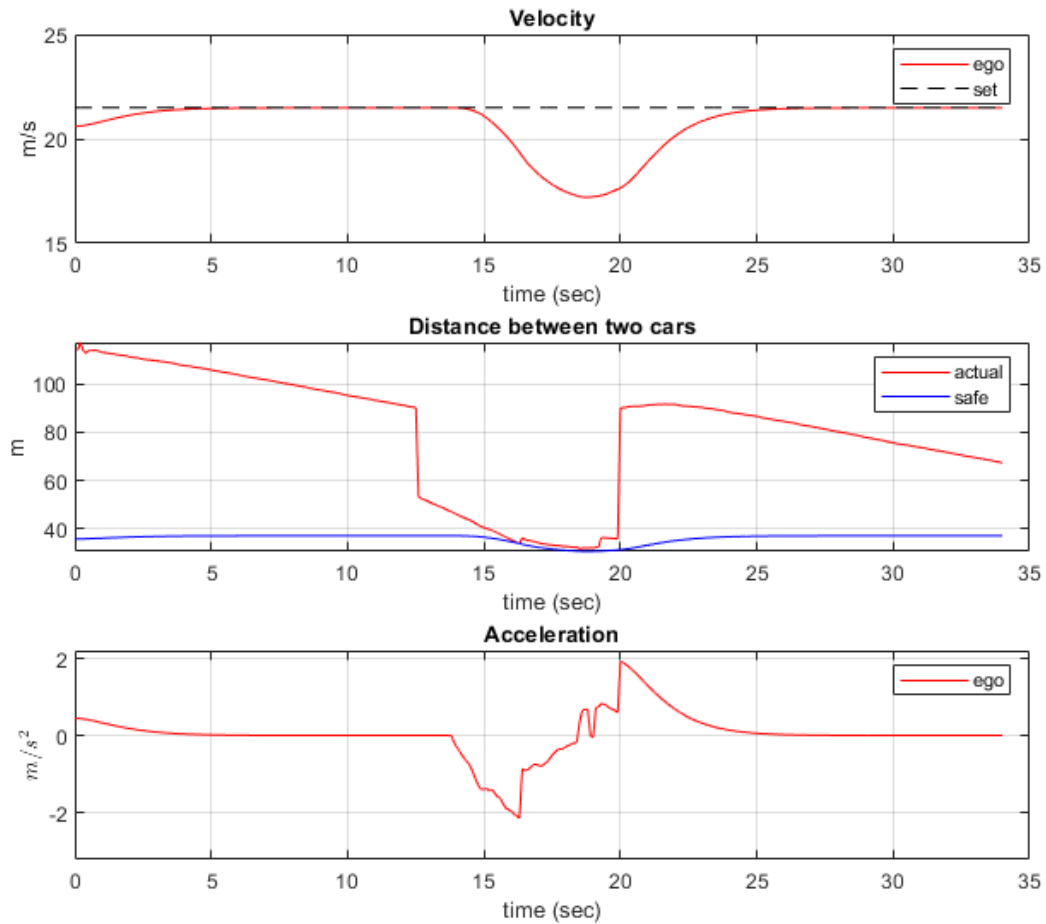 Velocity
25
20
15
m/s
ego
set
0 5 10 15 20 25 30 35
time (sec)
Distance between two cars
100
80
60
40
m
actual
safe
0 5 10 15 20 25 30 35
time (sec)
Acceleration
2
0
-2
m/s²
ego
0 5 10 15 20 25 30 35
time (sec)